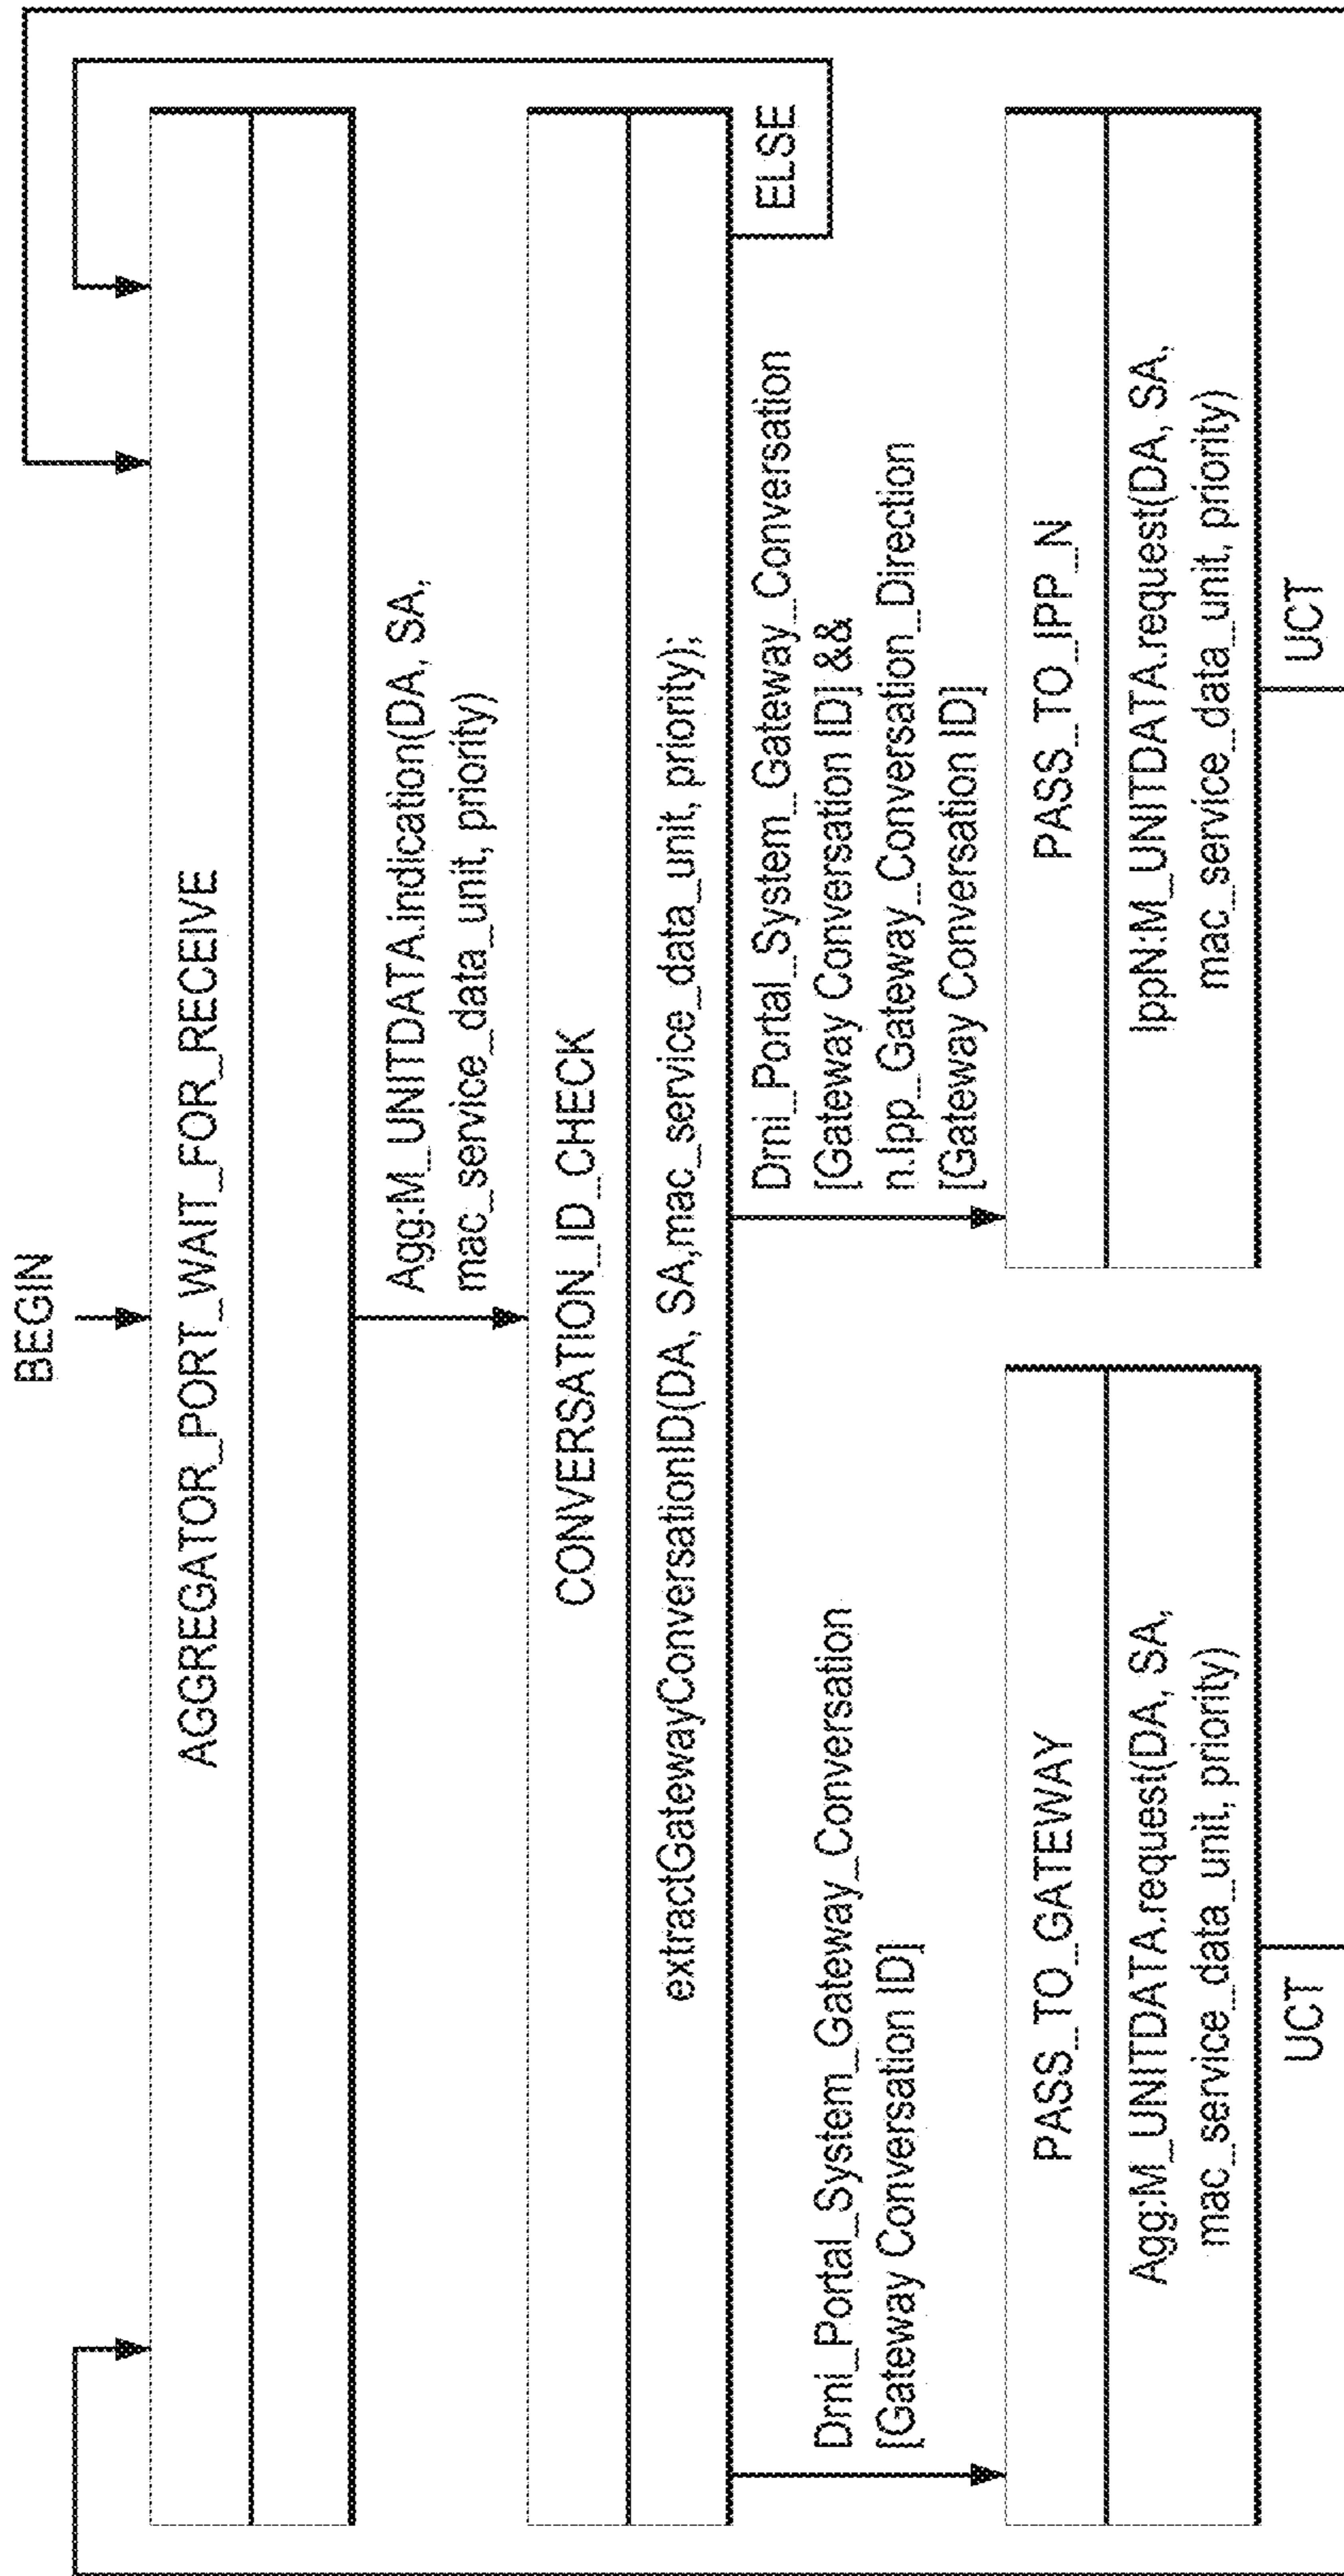 BEGIN
AGGREGATOR_PORT_WAIT_FOR_RECEIVE
Agg:M_UNITDATA.indication(DA, SA,
mac_service_data_unit, priority)
CONVERSATION_ID_CHECK
extractGatewayConversationID(DA, SA,mac_service_data_unit, priority);
ELSE
Drni_Portal_System_Gateway_Conversation
[Gateway Conversation ID]
Drni_Portal_System_Gateway_Conversation
[Gateway Conversation ID] &&
n.Ipp_Gateway_Conversation_Direction
[Gateway Conversation ID]
PASS_TO_GATEWAY
Agg:M_UNITDATA.request(DA, SA,
mac_service_data_unit, priority)
UCT
PASS_TO_IPP_N
IppN:M_UNITDATA.request(DA, SA,
mac_service_data_unit, priority)
UCT